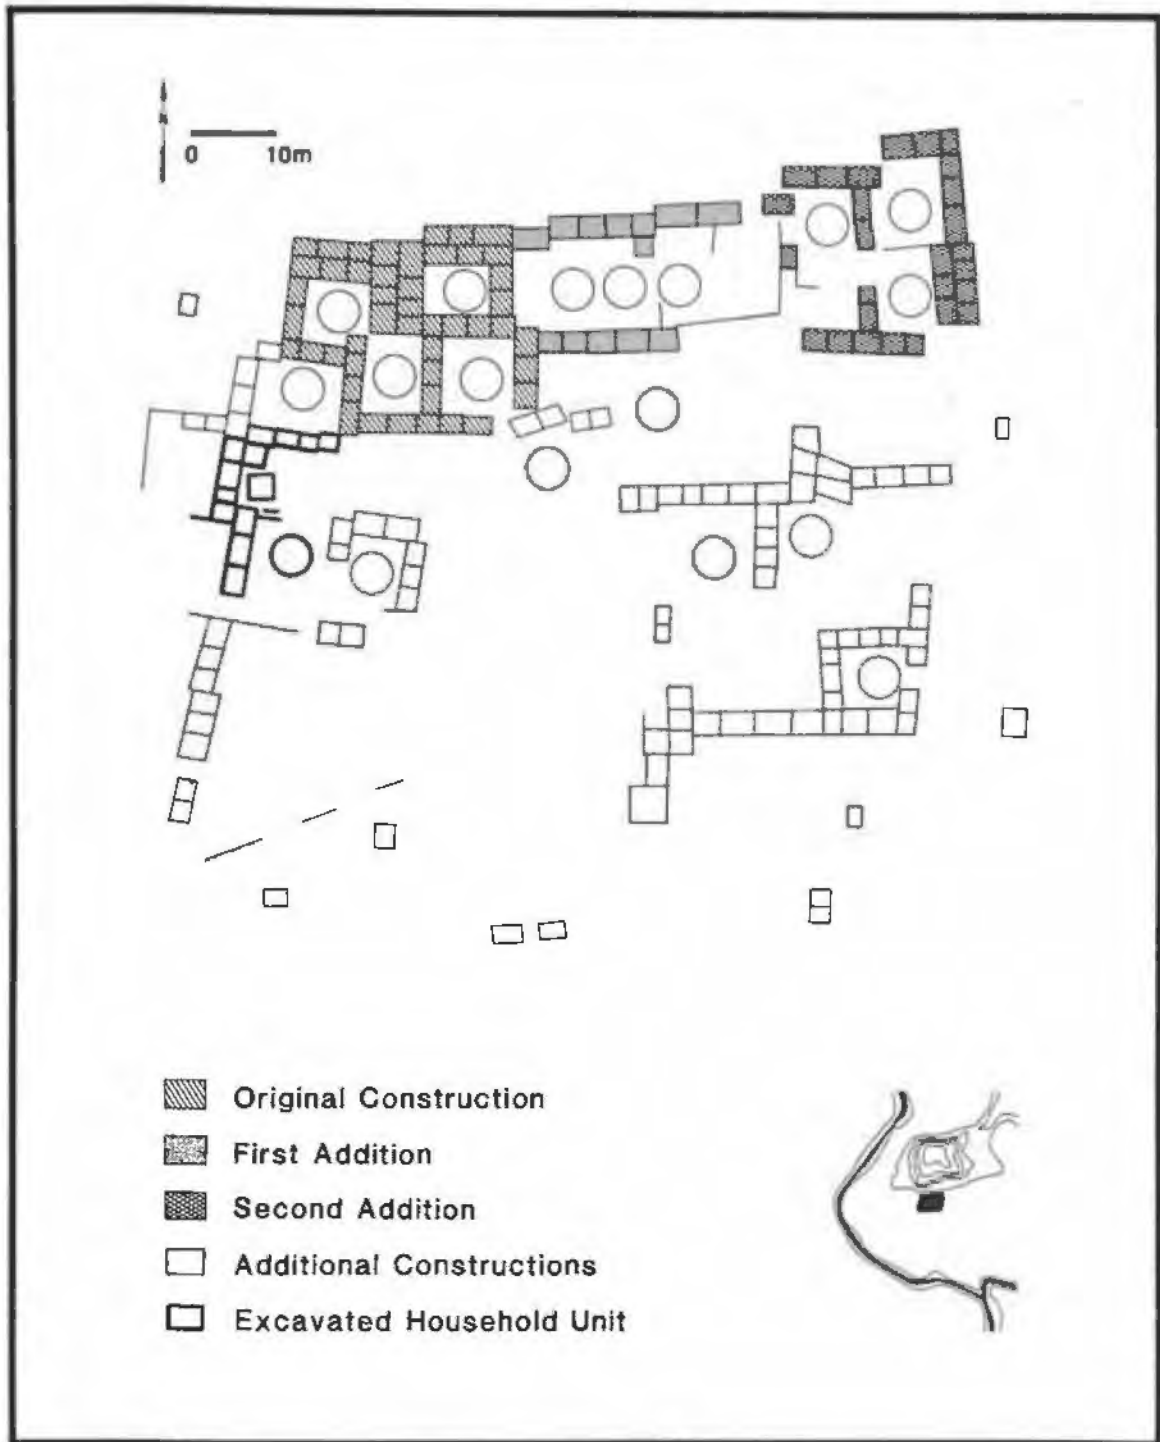 0 10m
Original Construction
First Addition
Second Addition
Additional Constructions
Excavated Household Unit